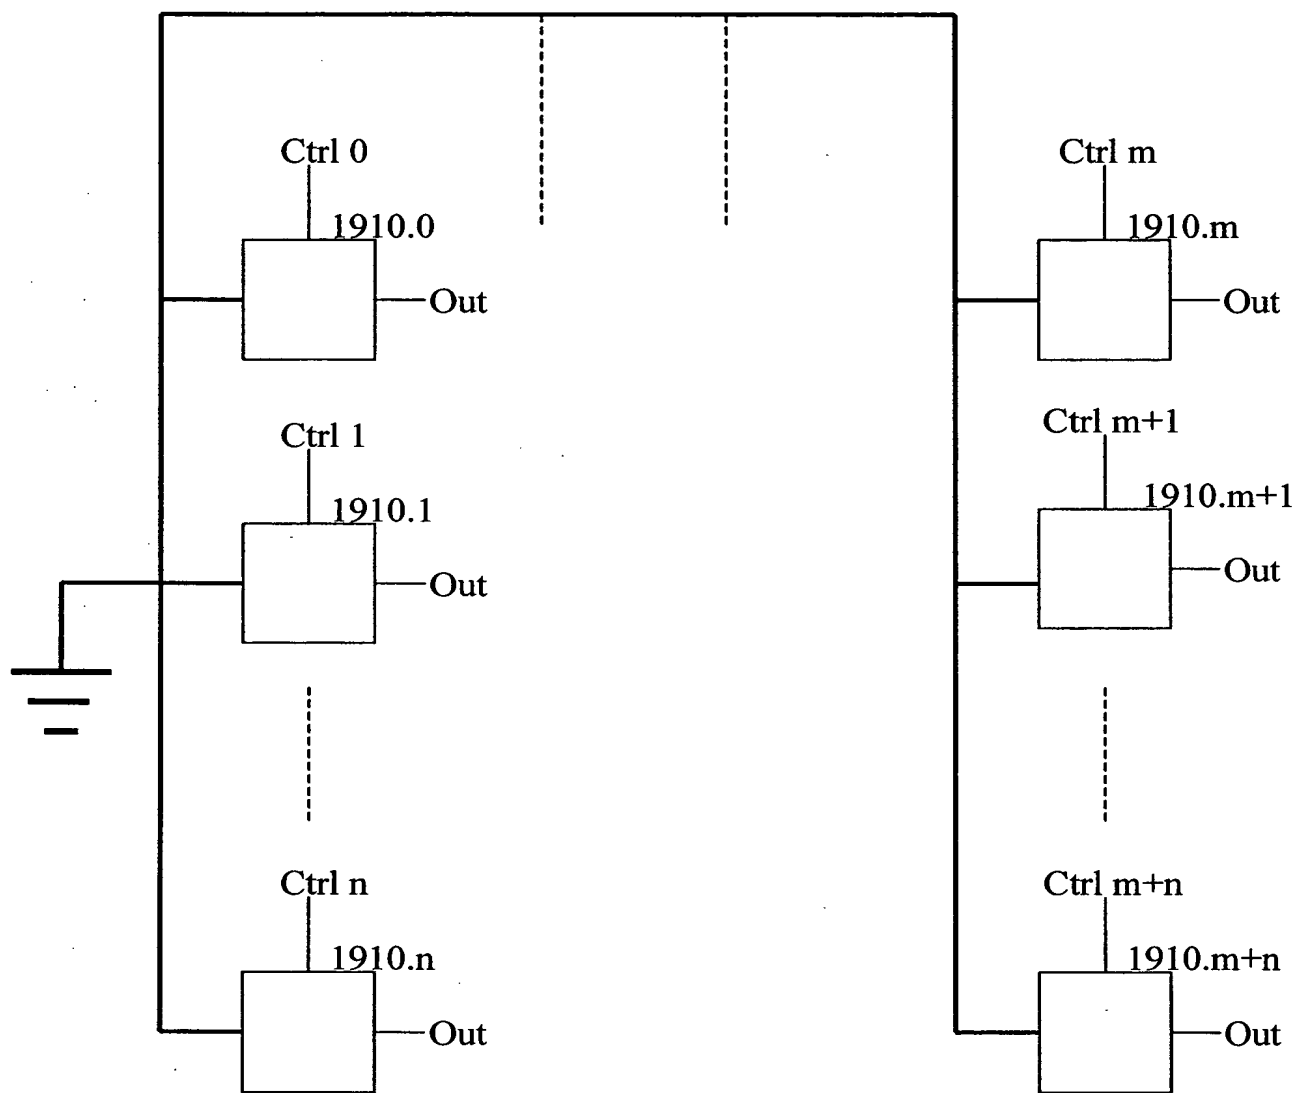 Ctrl 0
1910.0
Out
Ctrl 1
1910.1
Out
Ctrl n
1910.n
Out
Ctrl m
1910.m
Out
Ctrl m+1
1910.m+1
Out
Ctrl m+n
1910.m+n
Out